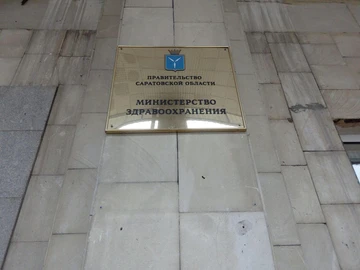 ПРАВИТЕЛЬСТВО
САРАТОВСКОЙ ОБЛАСТИ
МИНИСТЕРСТВО
ЗДРАВООХРАНЕНИЯ